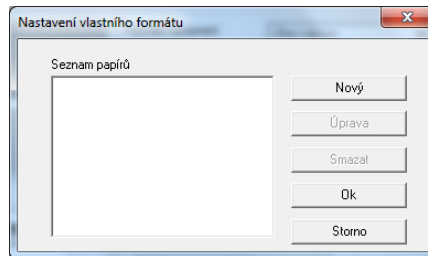 Nastavení vlastního formátu
Seznam papírů
Nový
Úprava
Smazat
Ok
Storno